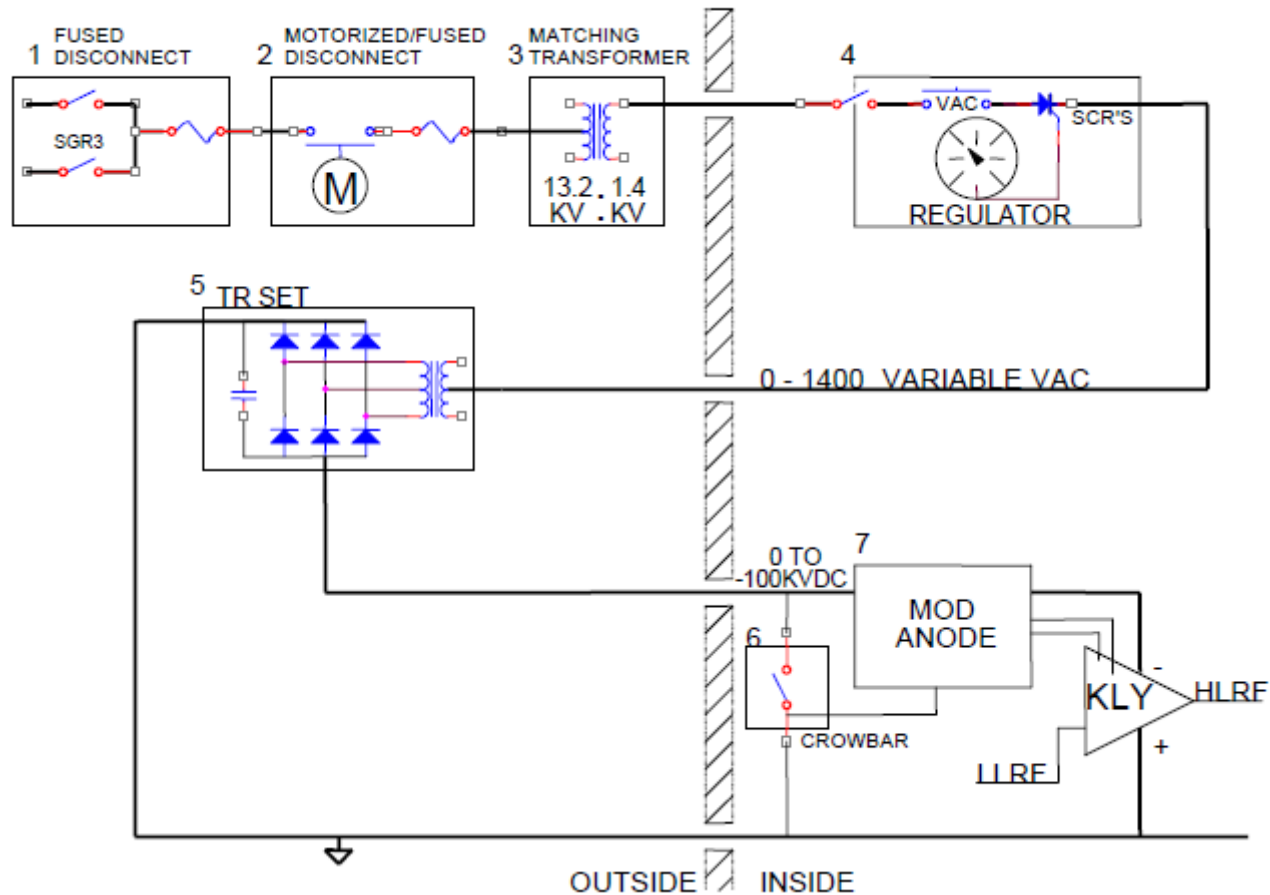 1 FUSED
DISCONNECT
SGR3
2 MOTORIZED/FUSED
DISCONNECT
M
3 MATCHING
TRANSFORMER
13.2 : 1.4
KV KV
4
VAC
SCR"S
REGULATOR
5 TR SET
0 - 1400 VARIABLE VAC
0 TO
-100KVDC
6
CROWBAR
7
MOD
ANODE
KLY
-
+
HLRF
LLRF
OUTSIDE
INSIDE